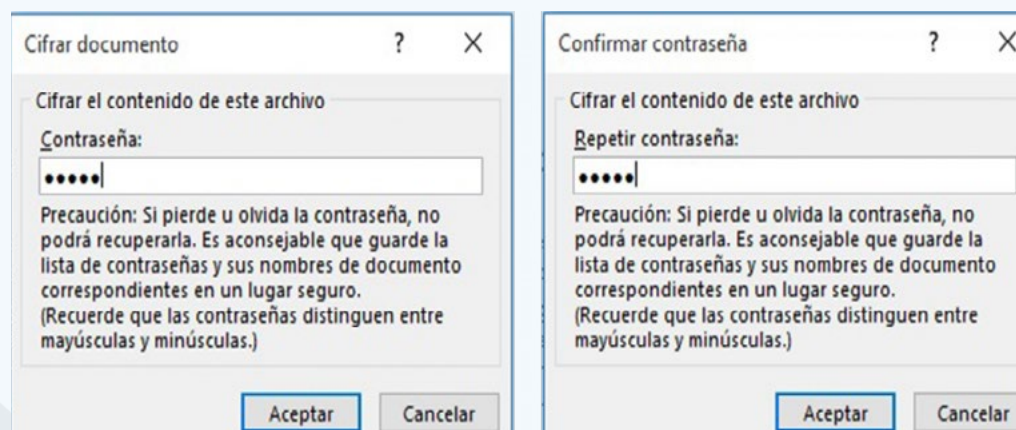 Cifrar documento
Cifrar el contenido de este archivo
Contraseña:
•••••
Precaución: Si pierde u olvida la contraseña, no
podrá recuperarla. Es aconsejable que guarde la
lista de contraseñas y sus nombres de documento
correspondientes en un lugar seguro.
(Recuerde que las contraseñas distinguen entre
mayúsculas y minúsculas.)
Aceptar Cancelar
Confirmar contraseña
Cifrar el contenido de este archivo
Repetir contraseña:
•••••
Precaución: Si pierde u olvida la contraseña, no
podrá recuperarla. Es aconsejable que guarde la
lista de contraseñas y sus nombres de documento
correspondientes en un lugar seguro.
(Recuerde que las contraseñas distinguen entre
mayúsculas y minúsculas.)
Aceptar Cancelar